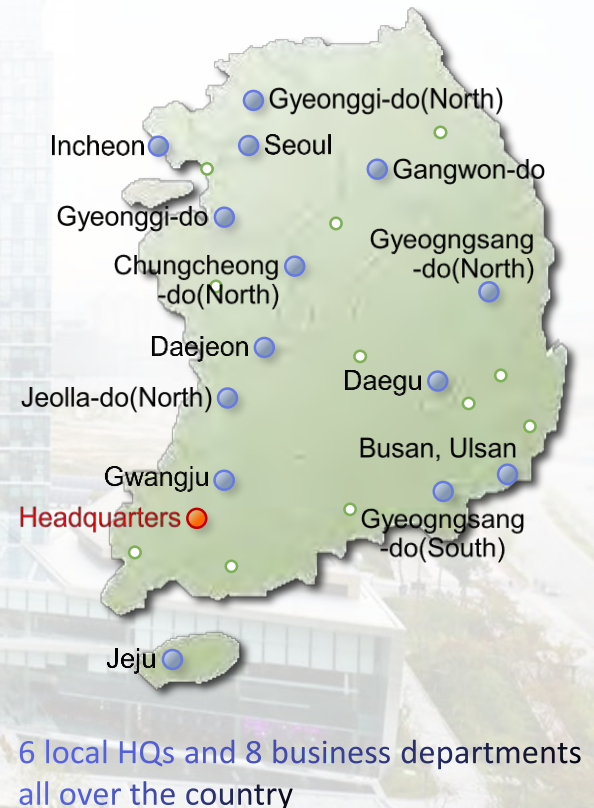 Gyeonggi-do(North)
Incheon
Seoul
Gangwon-do
Gyeonggi-do
Gyeogngsang
-do(North)
Chungcheong
-do(North)
Daejeon
Daegu
Jeolla-do(North)
Busan, Ulsan
Gwangju
Headquarters
Gyeogngsang
-do(South)
Jeju
6 local HQs and 8 business departments
all over the country